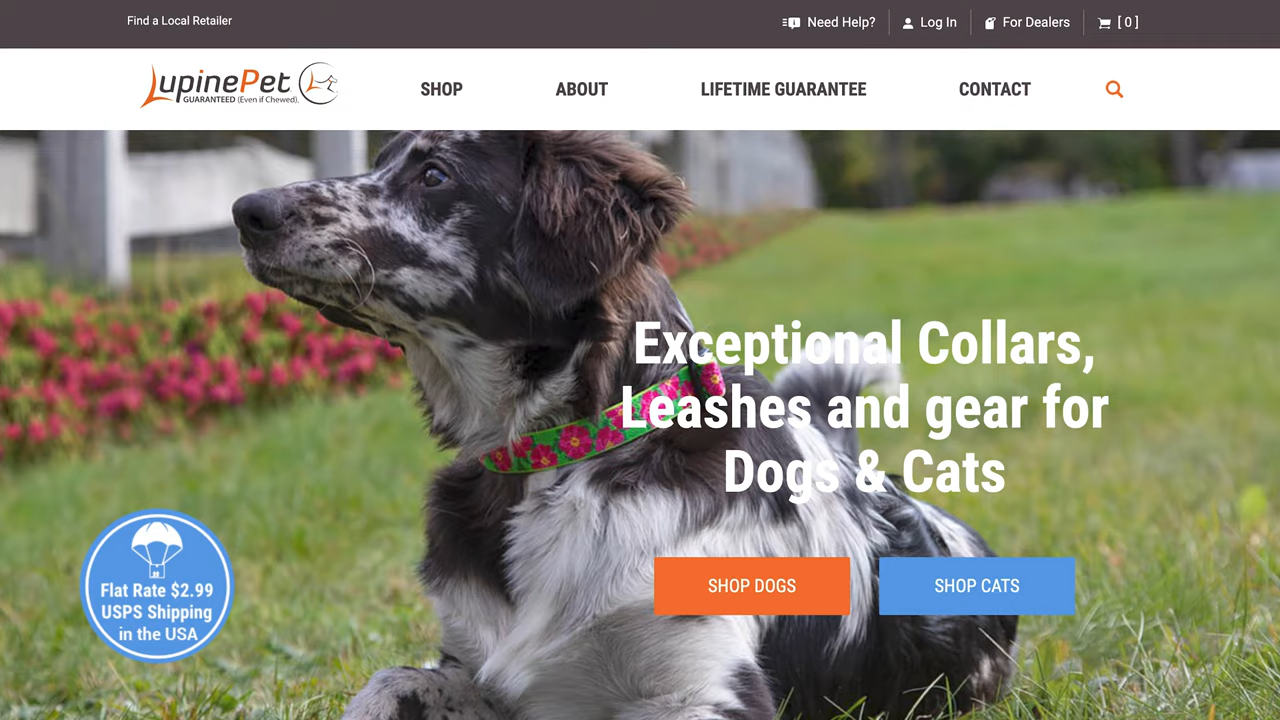 Find a Local Retailer
Need Help?
Log In
For Dealers
[ 0 ]
LupinePet
GUARANTEED (Even if Chewed).
SHOP
ABOUT
LIFETIME GUARANTEE
CONTACT
Exceptional Collars,
Leashes and gear for
Dogs & Cats
SHOP DOGS
SHOP CATS
Flat Rate $2.99
USPS Shipping
in the USA